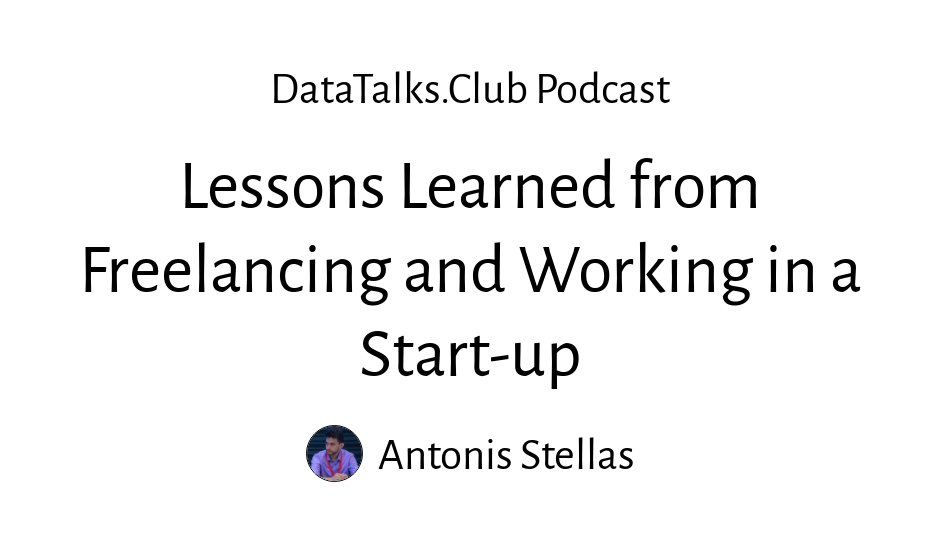 DataTalks.Club Podcast
Lessons Learned from
Freelancing and Working in a
Start-up
Antonis Stellas